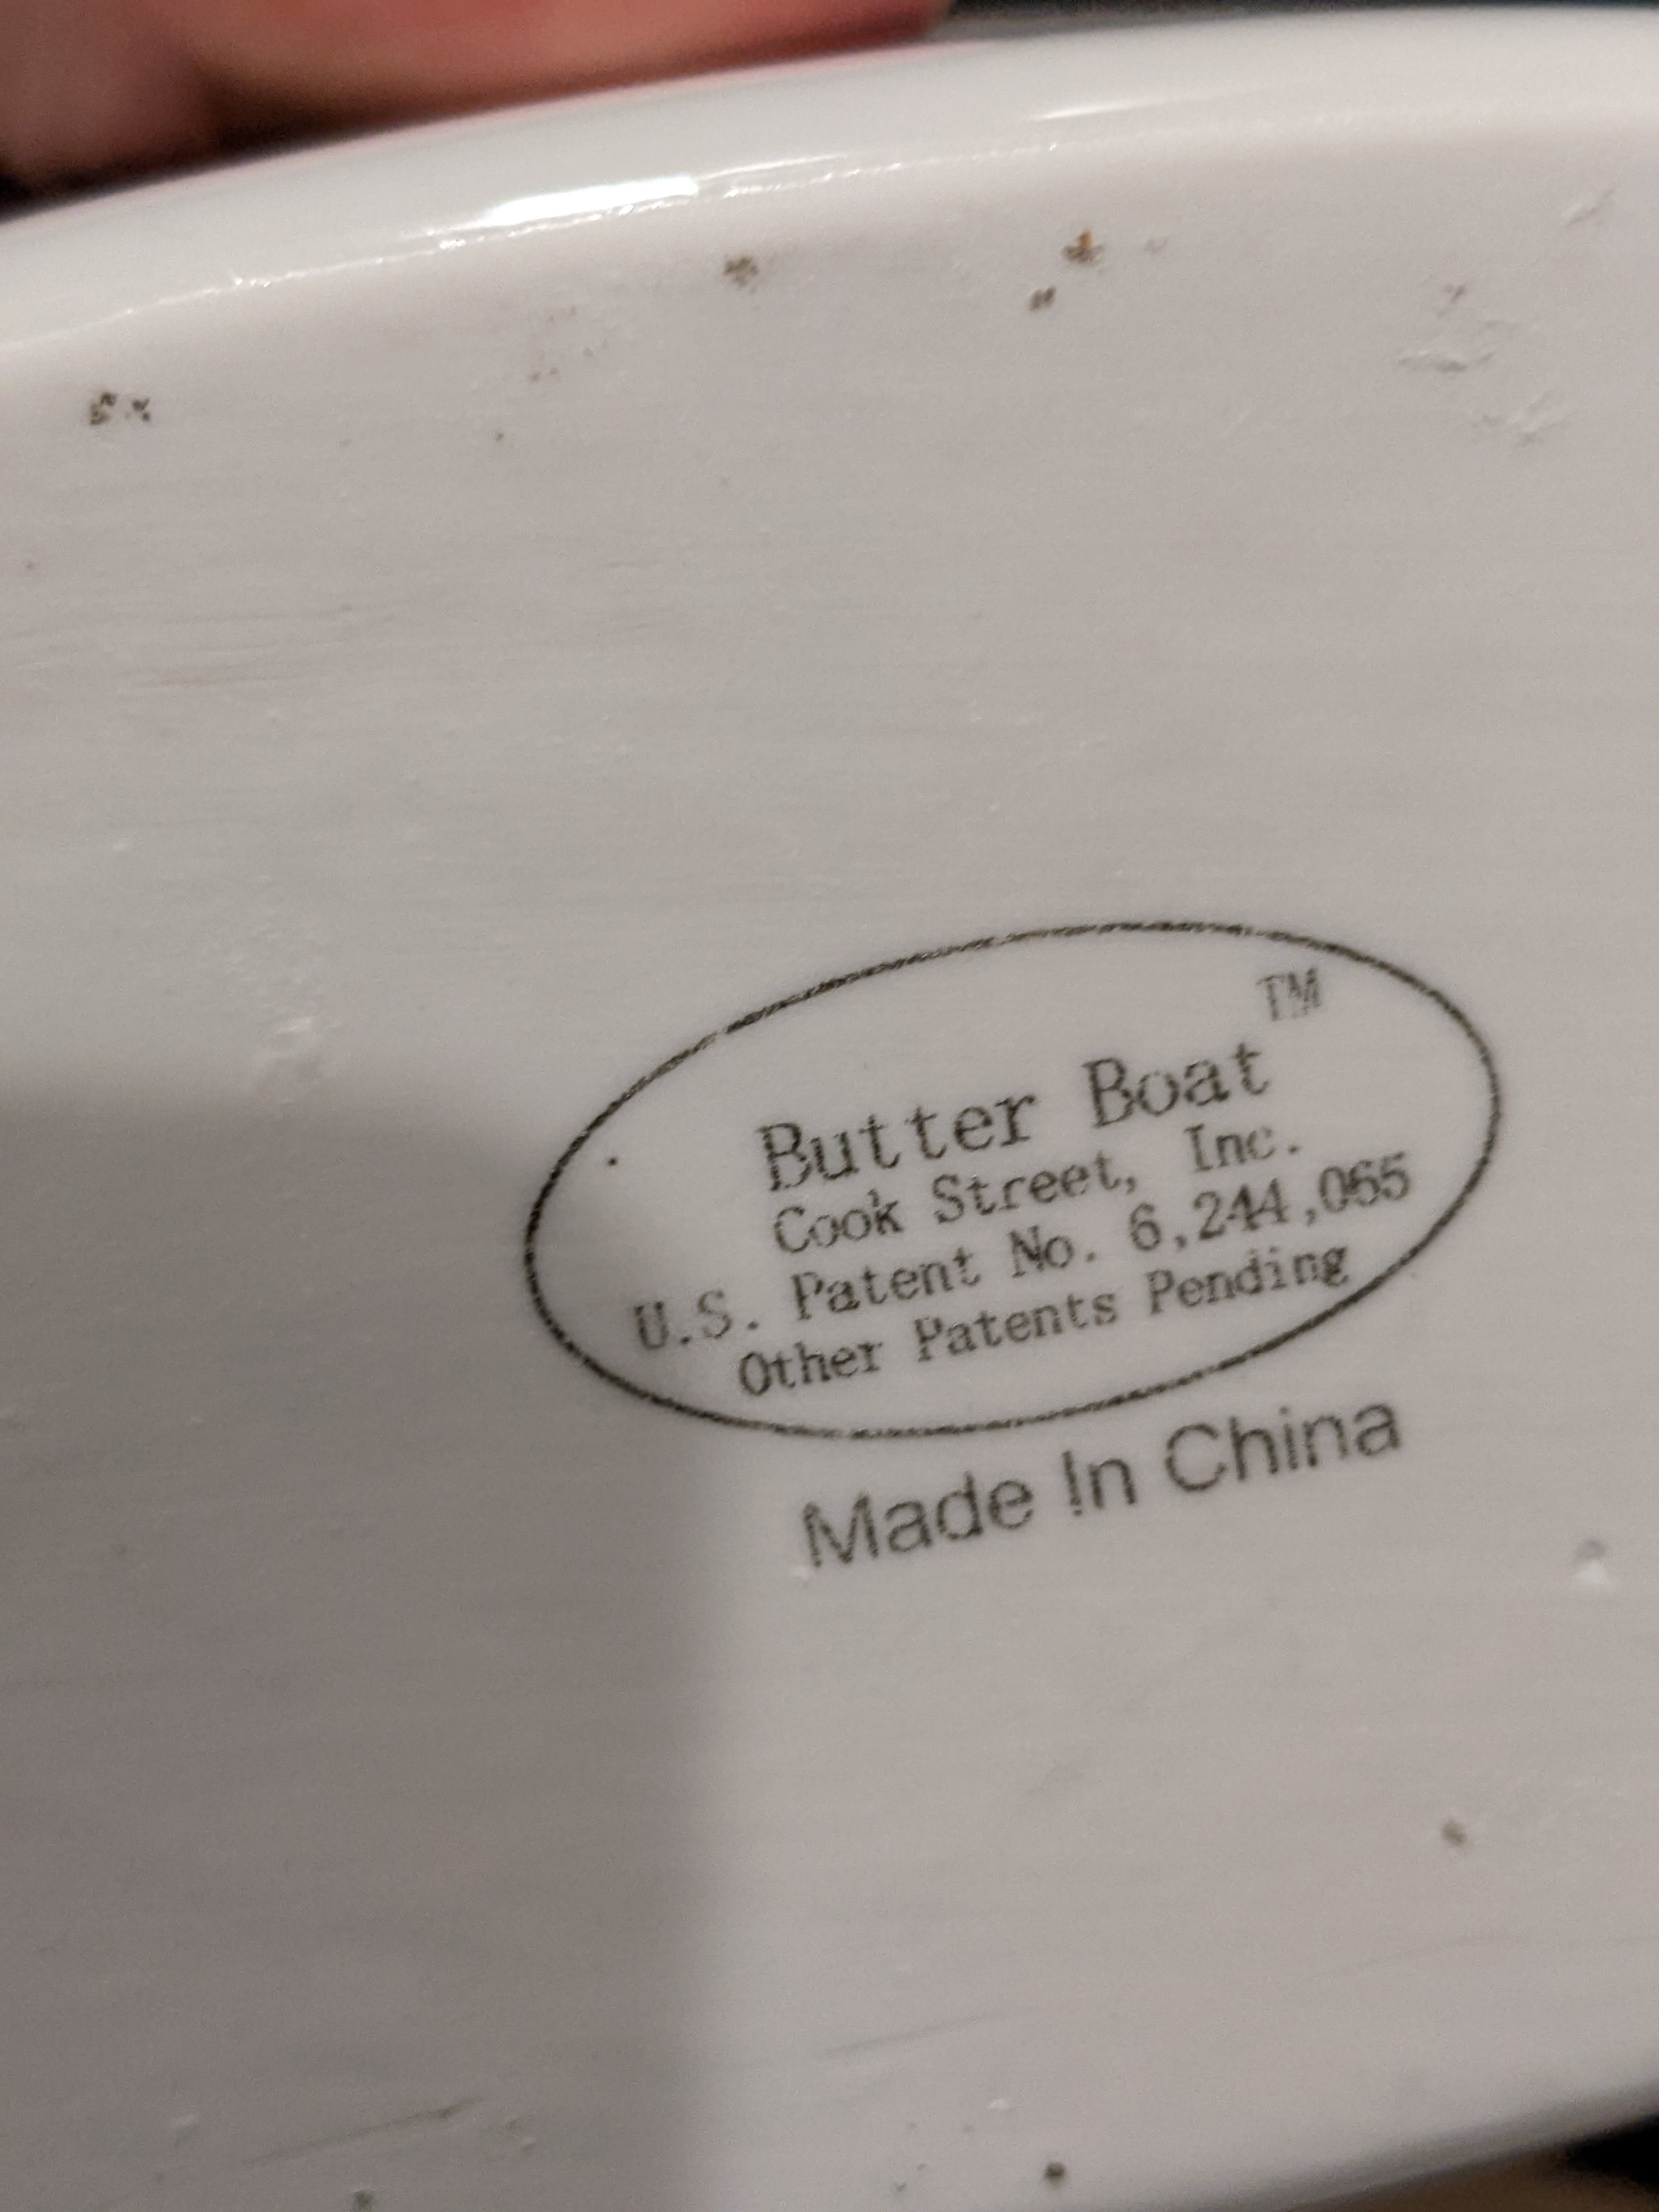 TM
Butter Boat
Cook Street, Inc.
U.S. Patent No. 6,244,065
Other Patents Pending
Made In China